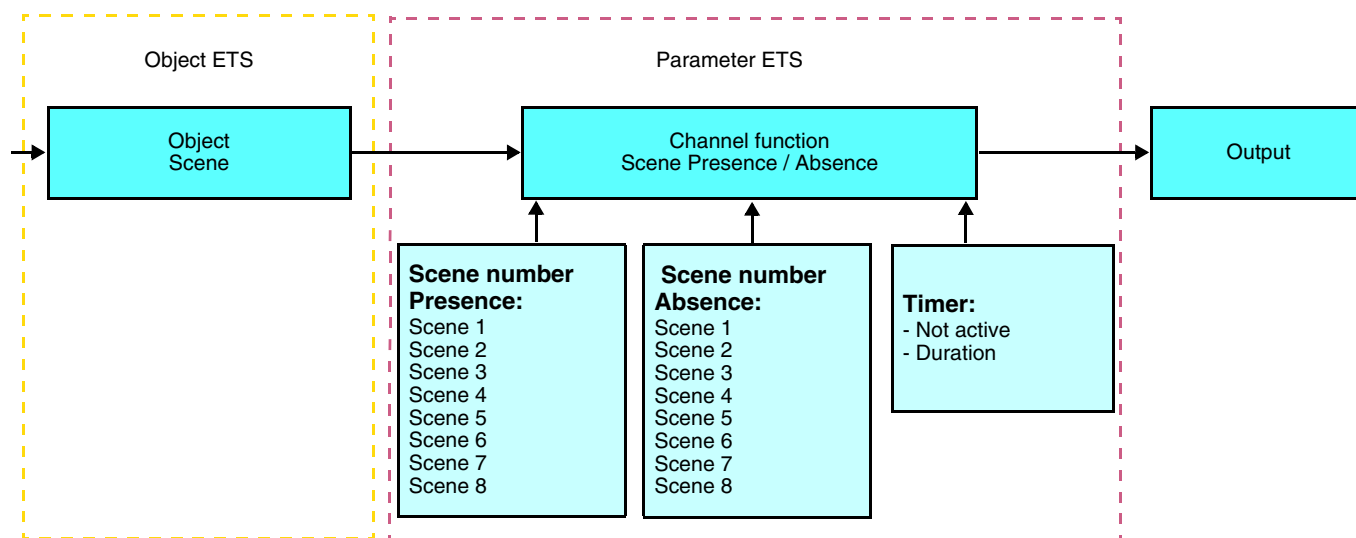 Object ETS
Parameter ETS
Object
Scene
Channel function
Scene Presence / Absence
Output
Scene number
Presence:
Scene 1
Scene 2
Scene 3
Scene 4
Scene 5
Scene 6
Scene 7
Scene 8
Scene number
Absence:
Scene 1
Scene 2
Scene 3
Scene 4
Scene 5
Scene 6
Scene 7
Scene 8
Timer:
- Not active
- Duration